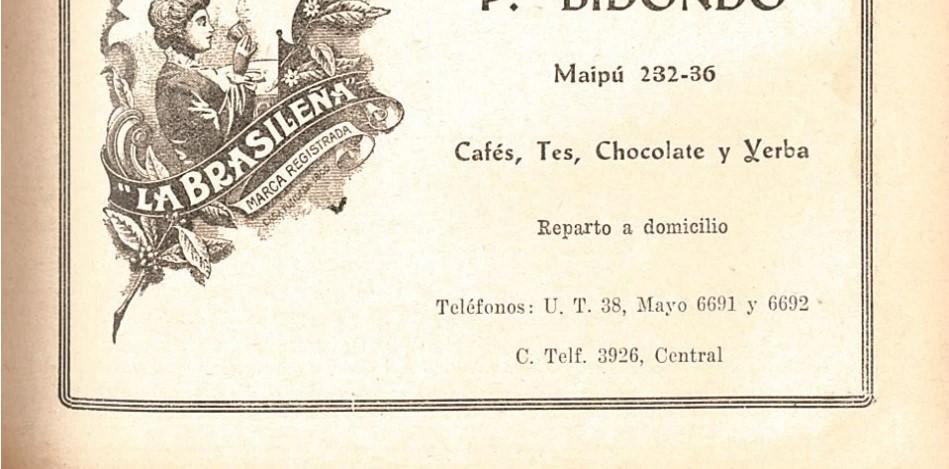 P. BIDONDO
Maipú 232-36
Cafés, Tes, Chocolate y Yerba
Reparto a domicilio
Teléfonos: U. T. 38, Mayo 6691 y 6692
C. Telf. 3926, Central
"LA BRASILEÑA"
MARCA REGISTRADA